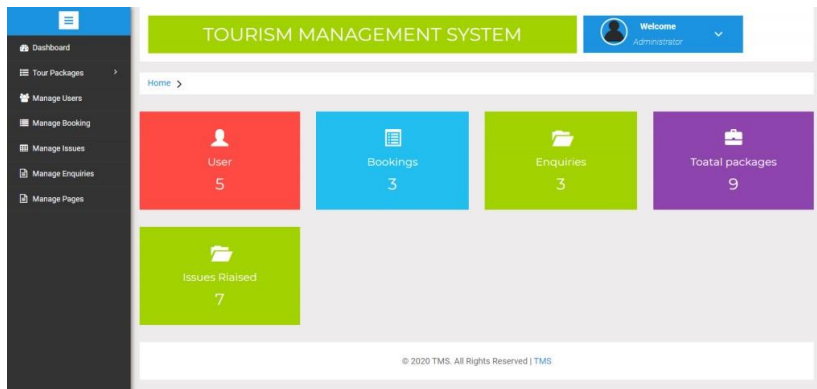 TOURISM MANAGEMENT SYSTEM
Welcome
Administrator
Dashboard
Tour Packages
Manage Users
Manage Booking
Manage Issues
Manage Enquiries
Manage Pages
Home
User
5
Bookings
3
Enquiries
3
Toatal packages
9
Issues Riaised
7
© 2020 TMS. All Rights Reserved | TMS